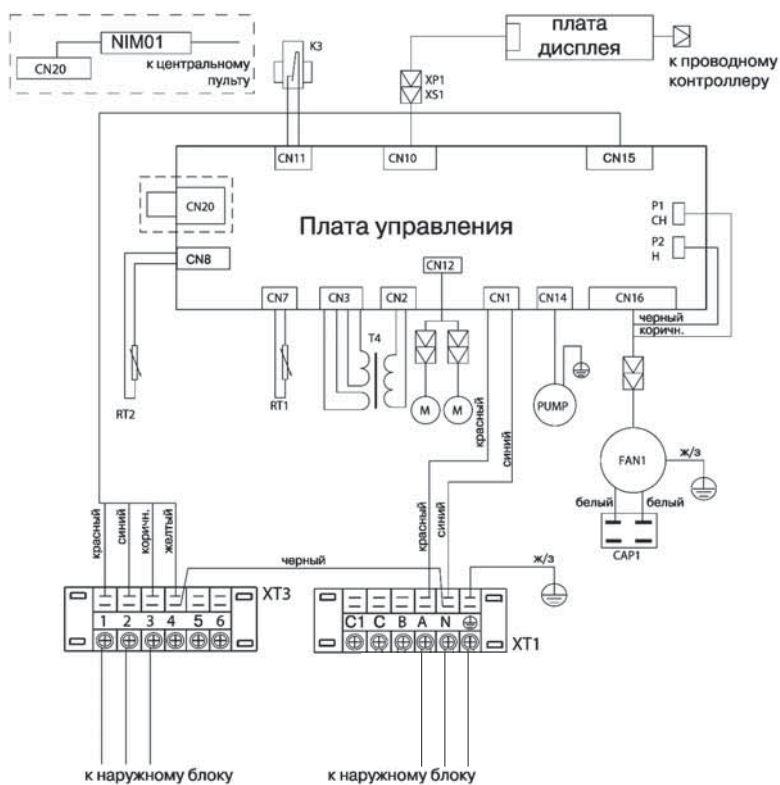 NIM01
CN20
к центральному
пульту
K3
XP1
XS1
плата
дисплея
к проводному
контроллеру
CN11
CN10
CN15
CN20
Плата управления
P1
CH
P2
H
CN8
CN12
CN7
CN3
CN2
CN1
CN14
CN16
черный
коричн.
T4
RT2
RT1
M
M
красный
синий
PUMP
FAN1
ж/з
белый
белый
CAP1
красный
синий
коричн.
желтый
черный
красный
синий
ж/з
XT3
1 2 3 4 5 6
C1 C B A N
XT1
к наружному блоку
к наружному блоку